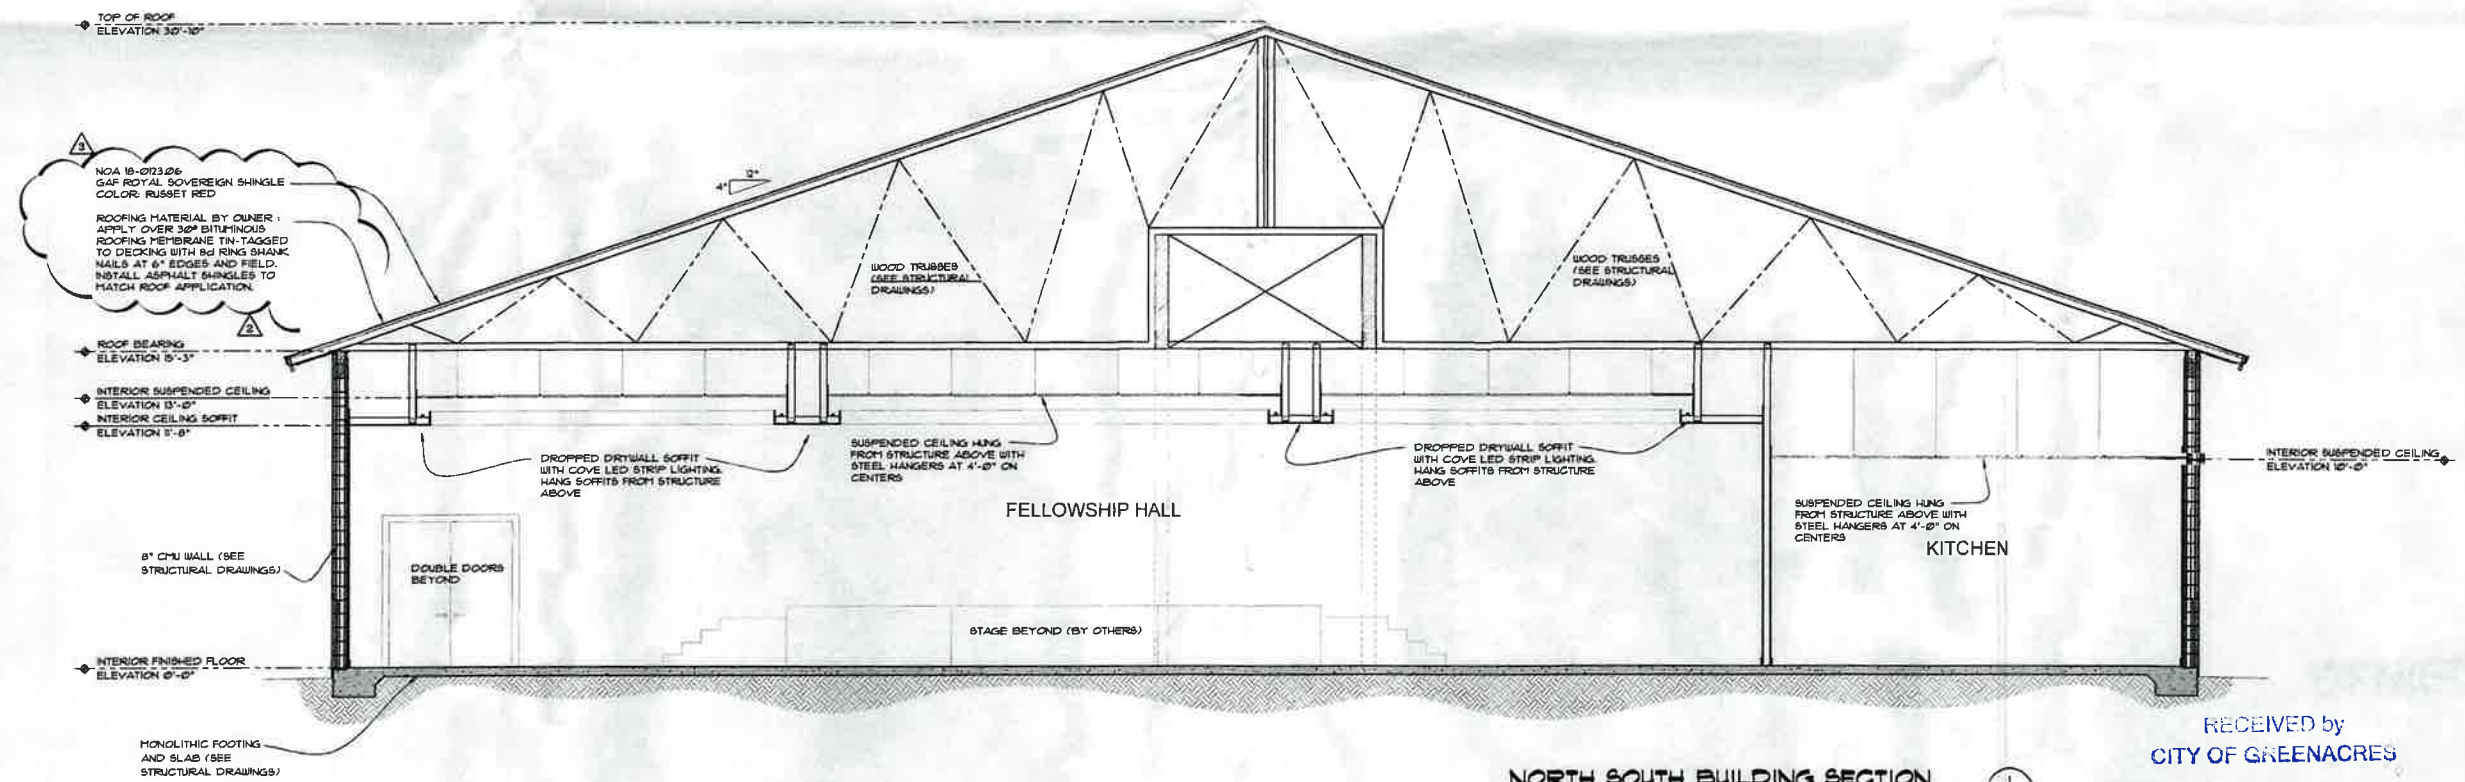 TOP OF ROOF
ELEVATION 30'-10"
3
NOA 18-0123.06
GAF ROYAL SOVEREIGN SHINGLE
COLOR: RUSSET RED
ROOFING MATERIAL BY OWNER :
APPLY OVER 30# BITUMINOUS
ROOFING MEMBRANE TIN-TAGGED
TO DECKING WITH 8d RING SHANK
NAILS AT 6" EDGES AND FIELD.
INSTALL ASPHALT SHINGLES TO
MATCH ROOF APPLICATION.
2
12"
4"
WOOD TRUSSES
(SEE STRUCTURAL
DRAWINGS)
WOOD TRUSSES
(SEE STRUCTURAL
DRAWINGS)
ROOF BEARING
ELEVATION 15'-3"
INTERIOR SUSPENDED CEILING
ELEVATION 13'-0"
INTERIOR CEILING SOFFIT
ELEVATION 11'-8"
DROPPED DRYWALL SOFFIT
WITH COVE LED STRIP LIGHTING.
HANG SOFFITS FROM STRUCTURE
ABOVE
SUSPENDED CEILING HUNG
FROM STRUCTURE ABOVE WITH
STEEL HANGERS AT 4'-0" ON
CENTERS
DROPPED DRYWALL SOFFIT
WITH COVE LED STRIP LIGHTING.
HANG SOFFITS FROM STRUCTURE
ABOVE
INTERIOR SUSPENDED CEILING
ELEVATION 10'-0"
SUSPENDED CEILING HUNG
FROM STRUCTURE ABOVE WITH
STEEL HANGERS AT 4'-0" ON
CENTERS
FELLOWSHIP HALL
KITCHEN
8" CMU WALL (SEE
STRUCTURAL DRAWINGS)
DOUBLE DOORS
BEYOND
STAGE BEYOND (BY OTHERS)
INTERIOR FINISHED FLOOR
ELEVATION 0'-0"
MONOLITHIC FOOTING
AND SLAB (SEE
STRUCTURAL DRAWINGS)
RECEIVED by
CITY OF GREENACRES
NORTH SOUTH BUILDING SECTION
1